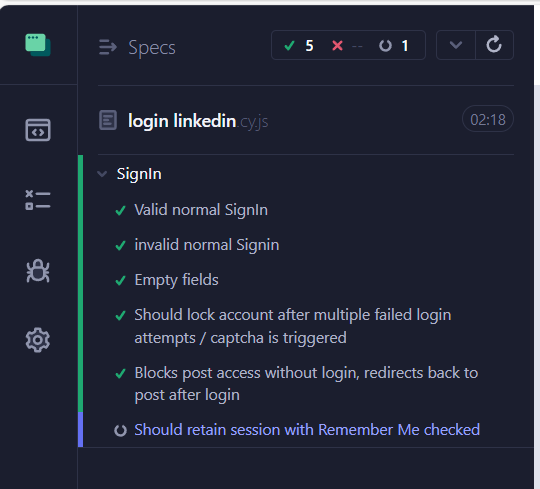 Specs
5
--
1
login linkedin.cy.js
02:18
SignIn
Valid normal SignIn
invalid normal Signin
Empty fields
Should lock account after multiple failed login
attempts / captcha is triggered
Blocks post access without login, redirects back to
post after login
Should retain session with Remember Me checked